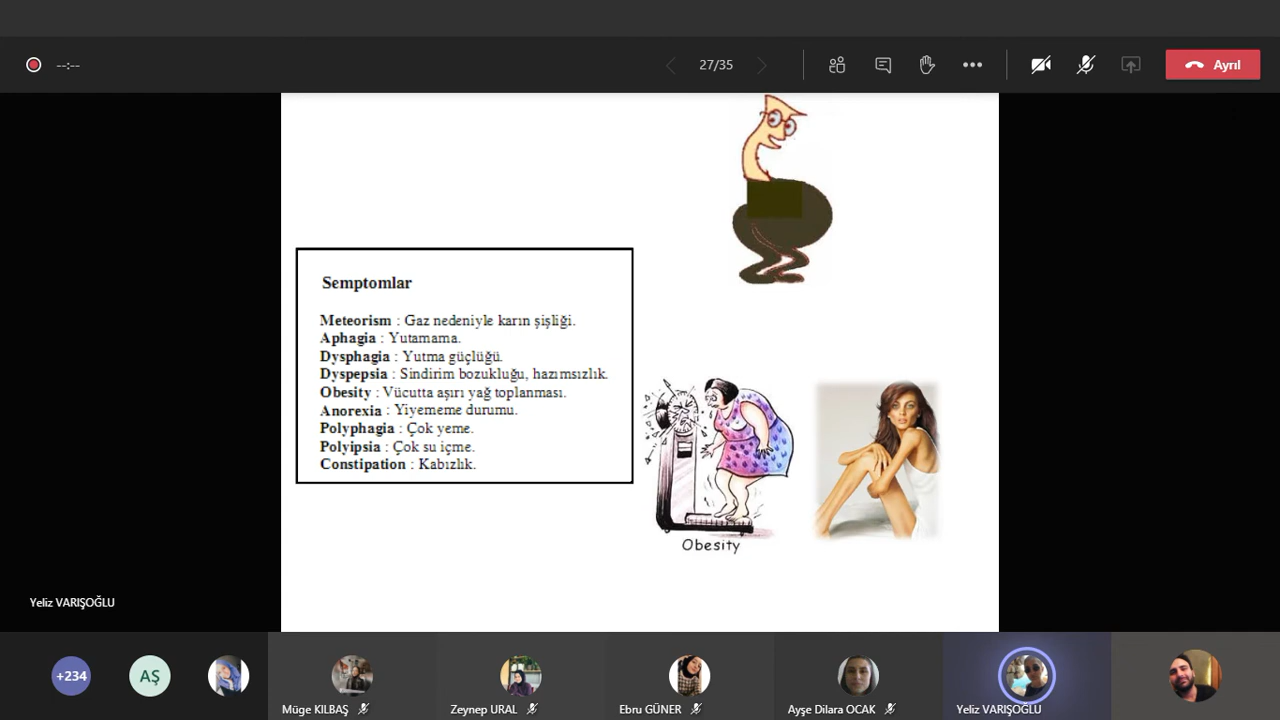 --:--
27/35
Ayrıl
Semptomlar
Meteorism : Gaz nedeniyle karın şişliği.
Aphagia : Yutamama.
Dysphagia : Yutma güçlüğü.
Dyspepsia : Sindirim bozukluğu, hazımsızlık.
Obesity : Vücutta aşırı yağ toplanması.
Anorexia : Yiyememe durumu.
Polyphagia : Çok yeme.
Polyipsia : Çok su içme.
Constipation : Kabızlık.
Obesity
Yeliz VARIŞOĞLU
+234
AŞ
Müge KILBAŞ
Zeynep URAL
Ebru GÜNER
Ayşe Dilara OCAK
Yeliz VARIŞOĞLU